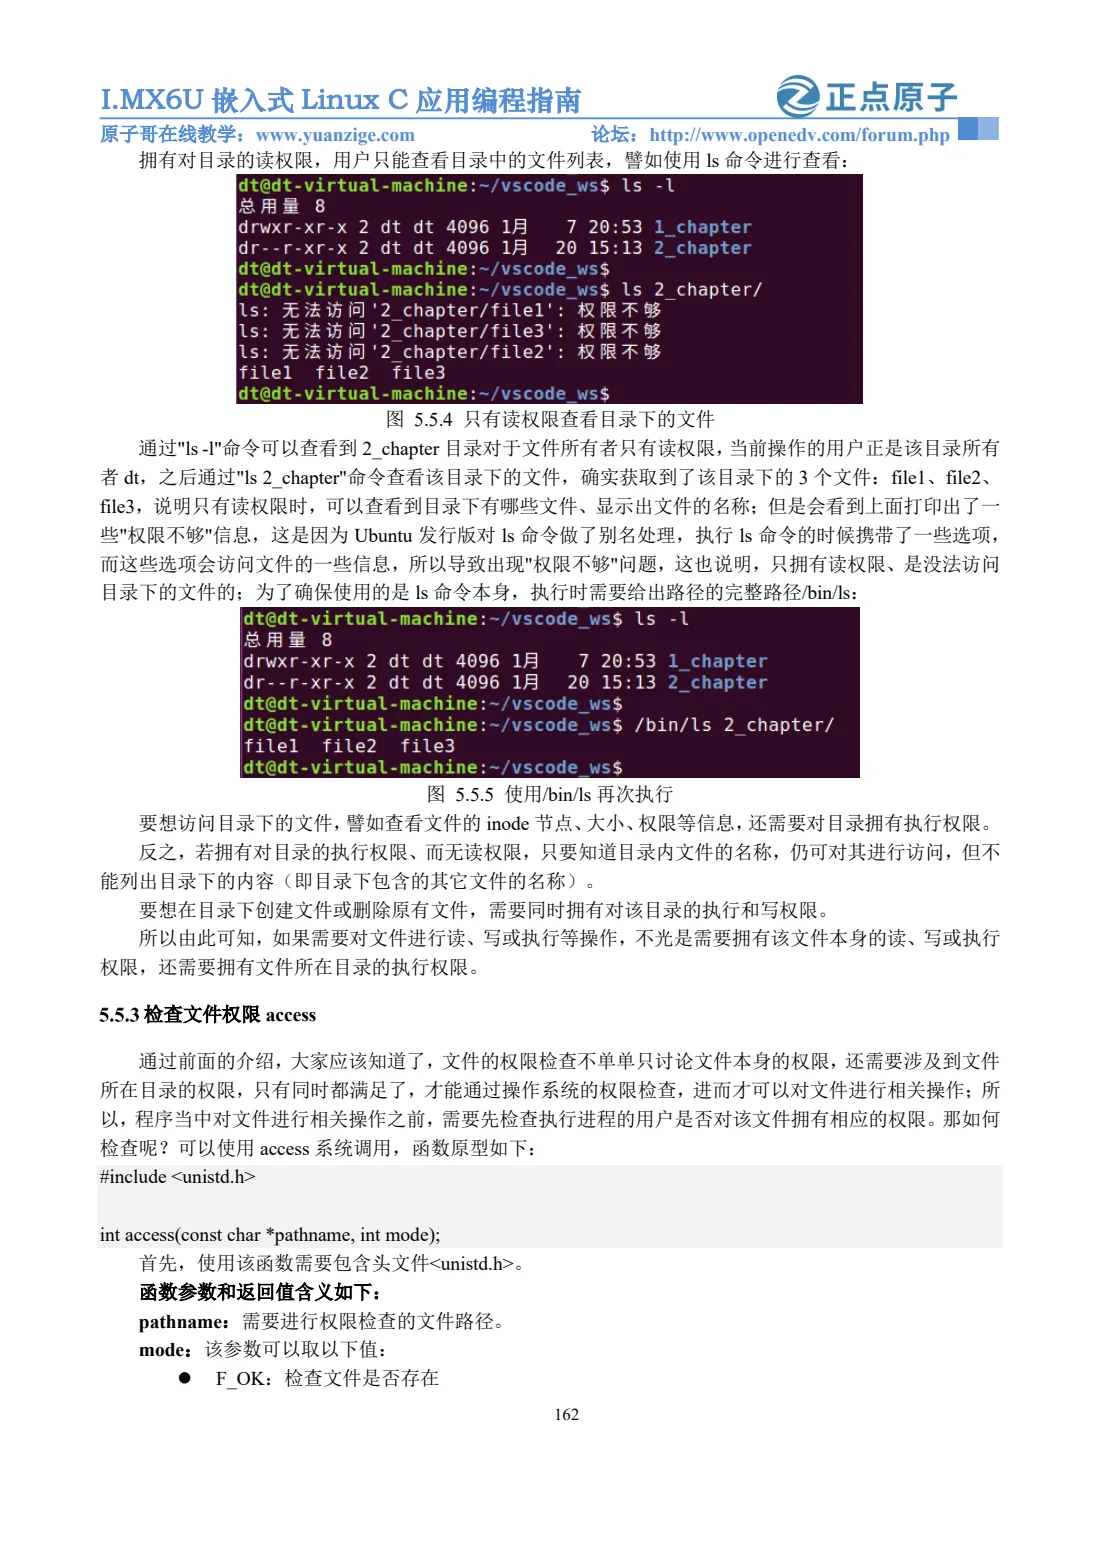 I.MX6U 嵌入式 Linux C 应用编程指南
正点原子
原子哥在线教学：www.yuanzige.com 论坛：http://www.openedv.com/forum.php
拥有对目录的读权限，用户只能查看目录中的文件列表，譬如使用 ls 命令进行查看：
dt@dt-virtual-machine:~/vscode_ws$ ls -l
总用量 8
drwxr-xr-x 2 dt dt 4096 1月 7 20:53 1_chapter
dr--r-xr-x 2 dt dt 4096 1月 20 15:13 2_chapter
dt@dt-virtual-machine:~/vscode_ws$
dt@dt-virtual-machine:~/vscode_ws$ ls 2_chapter/
ls: 无法访问'2_chapter/file1': 权限不够
ls: 无法访问'2_chapter/file3': 权限不够
ls: 无法访问'2_chapter/file2': 权限不够
file1 file2 file3
dt@dt-virtual-machine:~/vscode_ws$
图 5.5.4 只有读权限查看目录下的文件
通过"ls -l"命令可以查看到 2_chapter 目录对于文件所有者只有读权限，当前操作的用户正是该目录所有
者 dt，之后通过"ls 2_chapter"命令查看该目录下的文件，确实获取到了该目录下的 3 个文件：file1、file2、
file3，说明只有读权限时，可以查看到目录下有哪些文件、显示出文件的名称；但是会看到上面打印出了一
些"权限不够"信息，这是因为 Ubuntu 发行版对 ls 命令做了别名处理，执行 ls 命令的时候携带了一些选项，
而这些选项会访问文件的一些信息，所以导致出现"权限不够"问题，这也说明，只拥有读权限、是没法访问
目录下的文件的；为了确保使用的是 ls 命令本身，执行时需要给出路径的完整路径/bin/ls：
dt@dt-virtual-machine:~/vscode_ws$ ls -l
总用量 8
drwxr-xr-x 2 dt dt 4096 1月 7 20:53 1_chapter
dr--r-xr-x 2 dt dt 4096 1月 20 15:13 2_chapter
dt@dt-virtual-machine:~/vscode_ws$
dt@dt-virtual-machine:~/vscode_ws$ /bin/ls 2_chapter/
file1 file2 file3
dt@dt-virtual-machine:~/vscode_ws$
图 5.5.5 使用/bin/ls 再次执行
要想访问目录下的文件，譬如查看文件的 inode 节点、大小、权限等信息，还需要对目录拥有执行权限。
反之，若拥有对目录的执行权限、而无读权限，只要知道目录内文件的名称，仍可对其进行访问，但不
能列出目录下的内容（即目录下包含的其它文件的名称）。
要想在目录下创建文件或删除原有文件，需要同时拥有对该目录的执行和写权限。
所以由此可知，如果需要对文件进行读、写或执行等操作，不光是需要拥有该文件本身的读、写或执行
权限，还需要拥有文件所在目录的执行权限。
5.5.3 检查文件权限 access
通过前面的介绍，大家应该知道了，文件的权限检查不单单只讨论文件本身的权限，还需要涉及到文件
所在目录的权限，只有同时都满足了，才能通过操作系统的权限检查，进而才可以对文件进行相关操作；所
以，程序当中对文件进行相关操作之前，需要先检查执行进程的用户是否对该文件拥有相应的权限。那如何
检查呢？可以使用 access 系统调用，函数原型如下：
#include <unistd.h>
int access(const char *pathname, int mode);
首先，使用该函数需要包含头文件<unistd.h>。
函数参数和返回值含义如下：
pathname：需要进行权限检查的文件路径。
mode：该参数可以取以下值：
● F_OK：检查文件是否存在
162